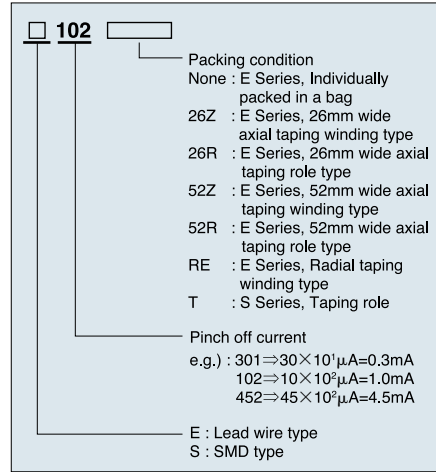 □ 102 
Packing condition
None : E Series, Individually
packed in a bag
26Z : E Series, 26mm wide
axial taping winding type
26R : E Series, 26mm wide axial
taping role type
52Z : E Series, 52mm wide axial
taping winding type
52R : E Series, 52mm wide axial
taping role type
RE : E Series, Radial taping
winding type
T : S Series, Taping role
Pinch off current
e.g.) : 301⇒30×10¹μA=0.3mA
102⇒10×10²μA=1.0mA
452⇒45×10²μA=4.5mA
E : Lead wire type
S : SMD type